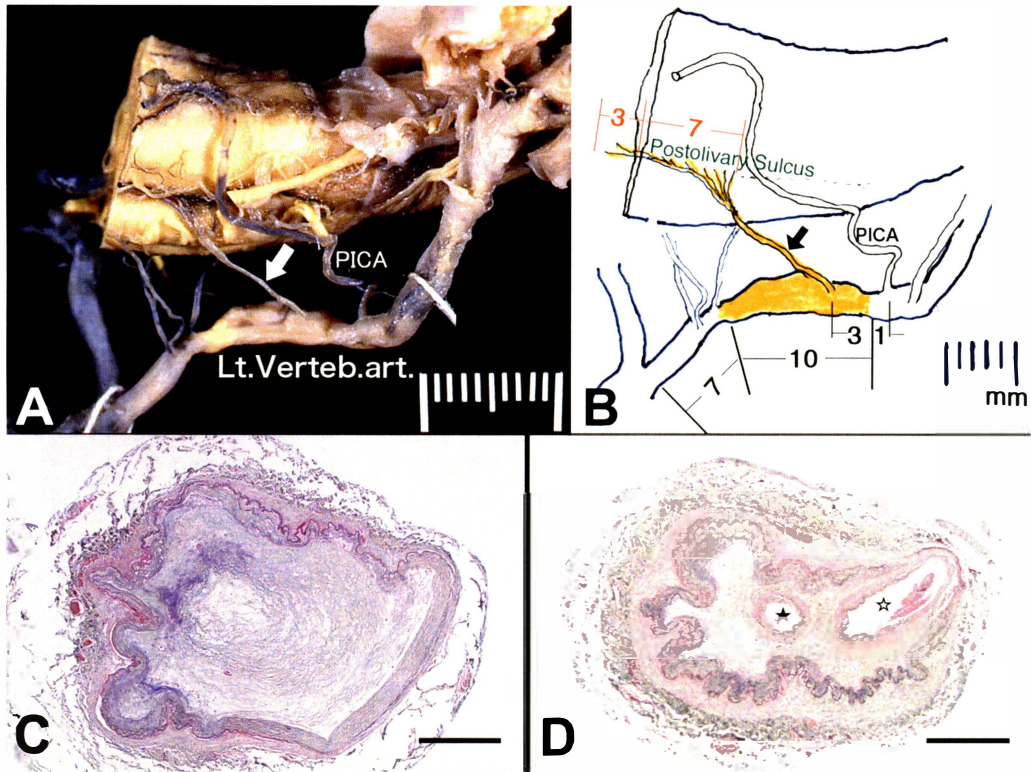 PICA
Lt.Verteb.art.
A
3
7
Postolivary Sulcus
PICA
3
1
10
7
mm
B
C
D